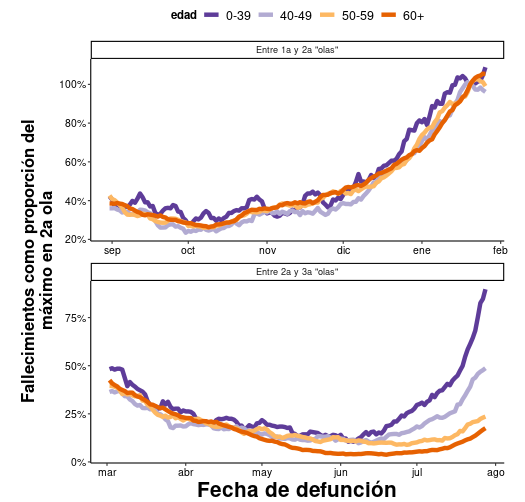 edad 0-39 40-49 50-59 60+
Entre 1a y 2a "olas"
100%
80%
60%
40%
20%
sep oct nov dic ene feb
Entre 2a y 3a "olas"
75%
50%
25%
0%
mar abr may jun jul ago
Fallecimientos como proporción del
máximo en 2a ola
Fecha de defunción